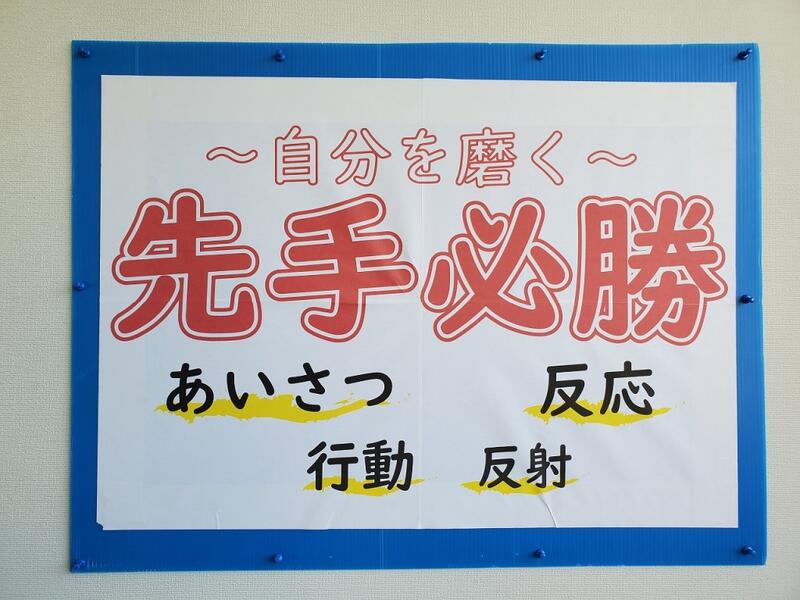 〜自分を磨く〜
先手必勝
あいさつ 反応
行動 反射